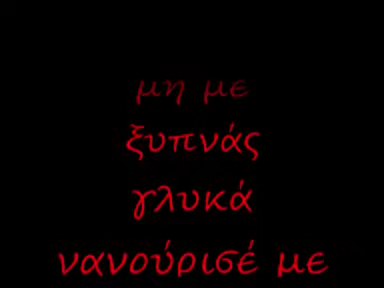 μη με
ξυπνάς
γλυκά
νανούρισέ με